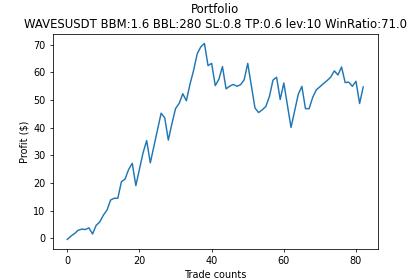 Portfolio
WAVESUSDT BBM:1.6 BBL:280 SL:0.8 TP:0.6 lev:10 WinRatio:71.0
70
60
50
40
30
20
10
0
Profit ($)
0 20 40 60 80
Trade counts